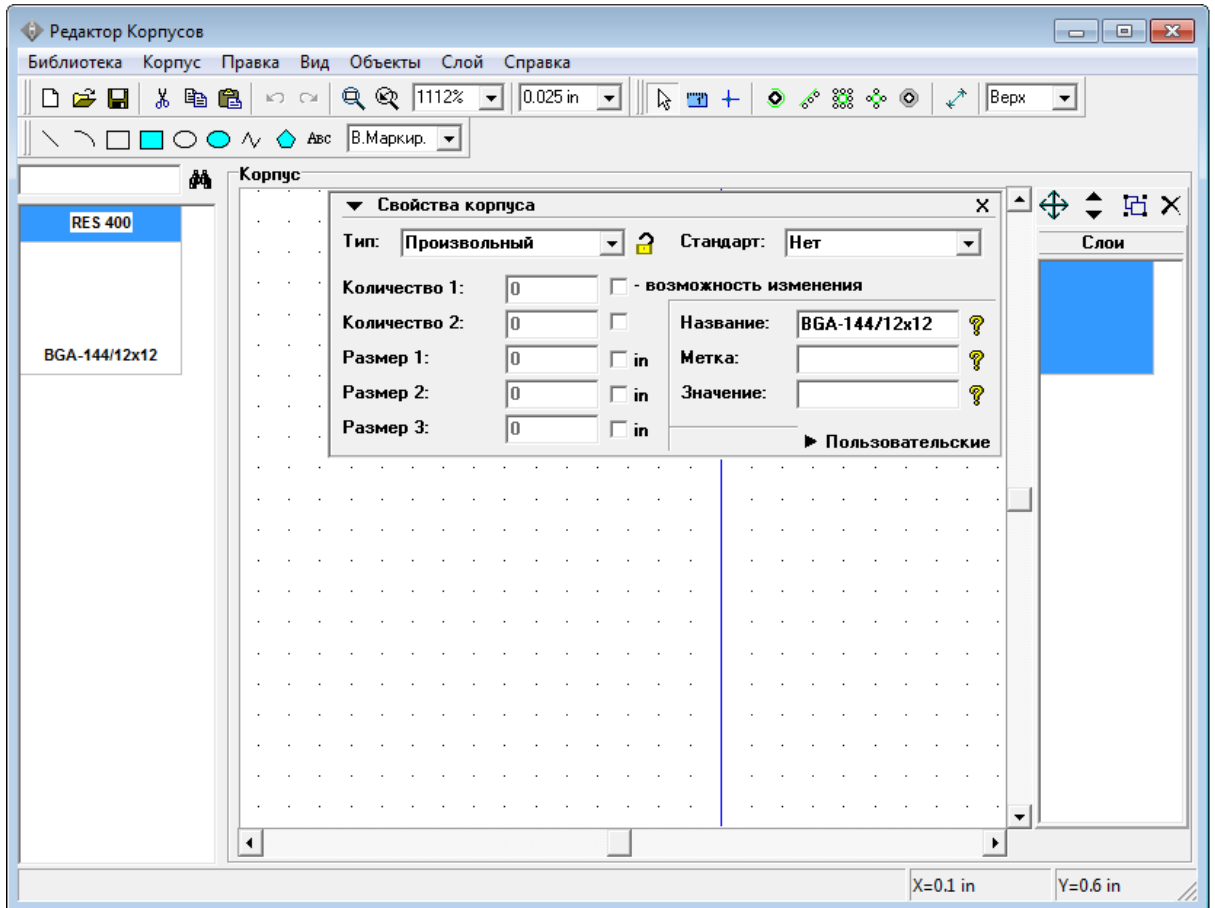 Редактор Корпусов
Библиотека Корпус Правка Вид Объекты Слой Справка
1112% 0.025 in Верх
Авс В.Маркир.
Корпус
RES 400
BGA-144/12x12
Свойства корпуса
Тип: Произвольный Стандарт: Нет
Количество 1: 0 - возможность изменения
Количество 2: 0 Название: BGA-144/12x12
Размер 1: 0 in Метка:
Размер 2: 0 in Значение:
Размер 3: 0 in
Пользовательские
Слои
X=0.1 in Y=0.6 in